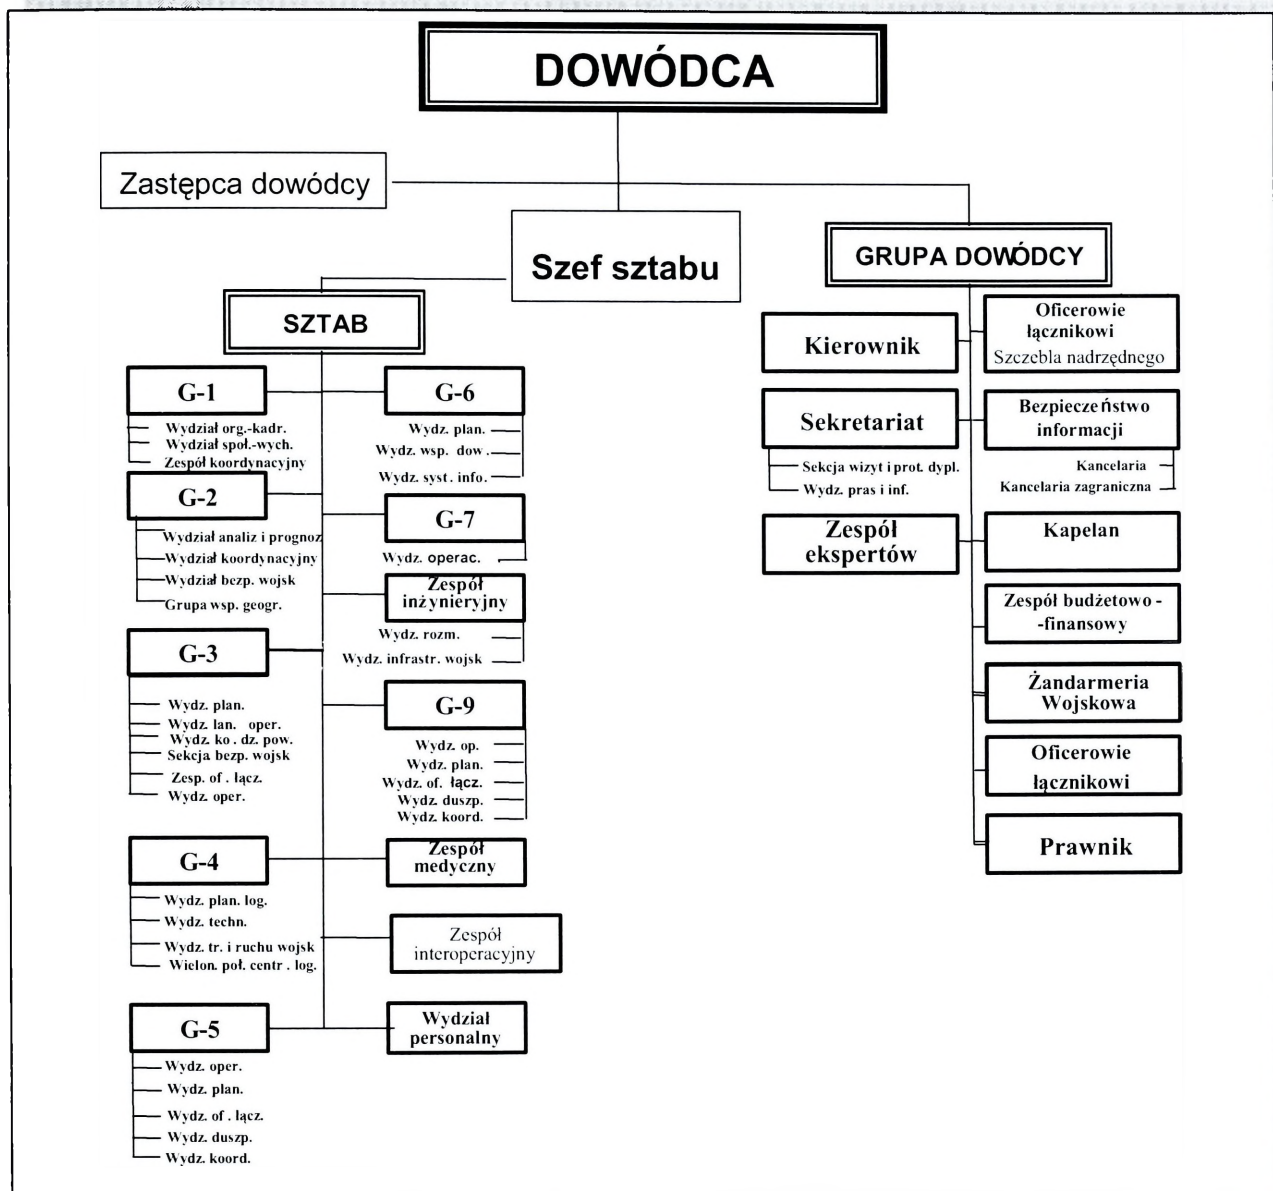 DOWÓDCA
Zastępca dowódcy
Szef sztabu
SZTAB
G-1
Wydział org.-kadr.
Wydział społ.-wych.
Zespół koordynacyjny
G-2
Wydział analiz i prognoz
Wydział koordynacyjny
Wydział bezp. wojsk
Grupa wsp. geogr.
G-3
Wydz. plan.
Wydz. lan. oper.
Wydz. ko . dz. pow.
Sekcja bezp. wojsk
Zesp. of . łącz.
Wydz. oper.
G-4
Wydz. plan. log.
Wydz. techn.
Wydz. tr. i ruchu wojsk
Wielon. poł. centr . log.
G-5
Wydz. oper.
Wydz. plan.
Wydz. of . łącz.
Wydz. duszp.
Wydz. koord.
G-6
Wydz. plan.
Wydz. wsp. dow .
Wydz. syst . info.
G-7
Wydz. operac.
Zespół
inżynieryjny
Wydz. rozm.
Wydz. infrastr. wojsk
G-9
Wydz. op.
Wydz. plan.
Wydz. of. łącz.
Wydz. duszp.
Wydz. koord.
Zespół
medyczny
Zespół
interoperacyjny
Wydział
personalny
GRUPA DOWÓDCY
Kierownik
Sekretariat
Sekcja wizyt i prot. dypl.
Wydz. pras i inf.
Zespół
ekspertów
Oficerowie
łącznikowi
Szczebla nadrzędnego
Bezpieczeństwo
informacji
Kancelaria
Kancelaria zagraniczna
Kapelan
Zespół budżetowo -
-finansowy
Żandarmeria
Wojskowa
Oficerowie
łącznikowi
Prawnik